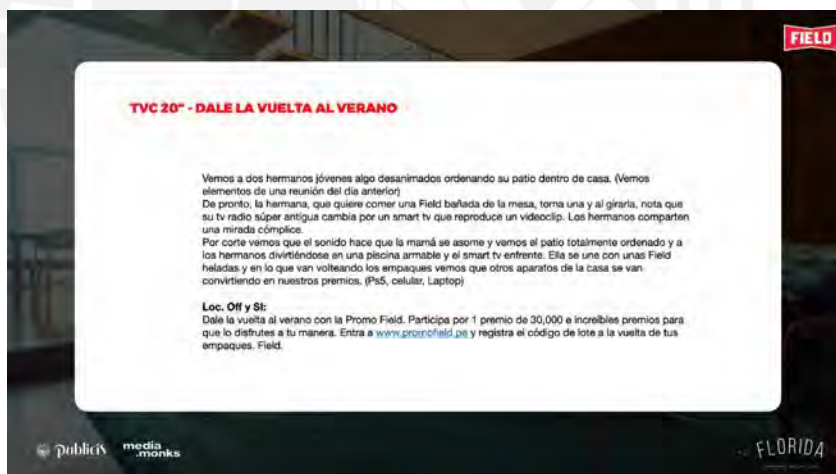 FIELD
TVC 20" - DALE LA VUELTA AL VERANO
Vemos a dos hermanos jóvenes algo desanimados ordenando su patio dentro de casa. (Vemos
elementos de una reunión del día anterior)
De pronto, la hermana, que quiere comer una Field bañada de la mesa, toma una y al girarla, nota que
su tv radio súper antigua cambia por un smart tv que reproduce un videoclip. Los hermanos comparten
una mirada cómplice.
Por corte vemos que el sonido hace que la mamá se asome y vemos el patio totalmente ordenado y a
los hermanos divirtiéndose en una piscina armable y el smart tv enfrente. Ella se une con unas Field
heladas y en lo que van volteando los empaques vemos que otros aparatos de la casa se van
convirtiendo en nuestros premios. (Ps5, celular, Laptop)
Loc. Off y SI:
Dale la vuelta al verano con la Promo Field. Participa por 1 premio de 30,000 e increíbles premios para
que lo disfrutes a tu manera. Entra a www.promofield.pe y registra el código de lote a la vuelta de tus
empaques. Field.
Publicis
media
.monks
FLORIDA